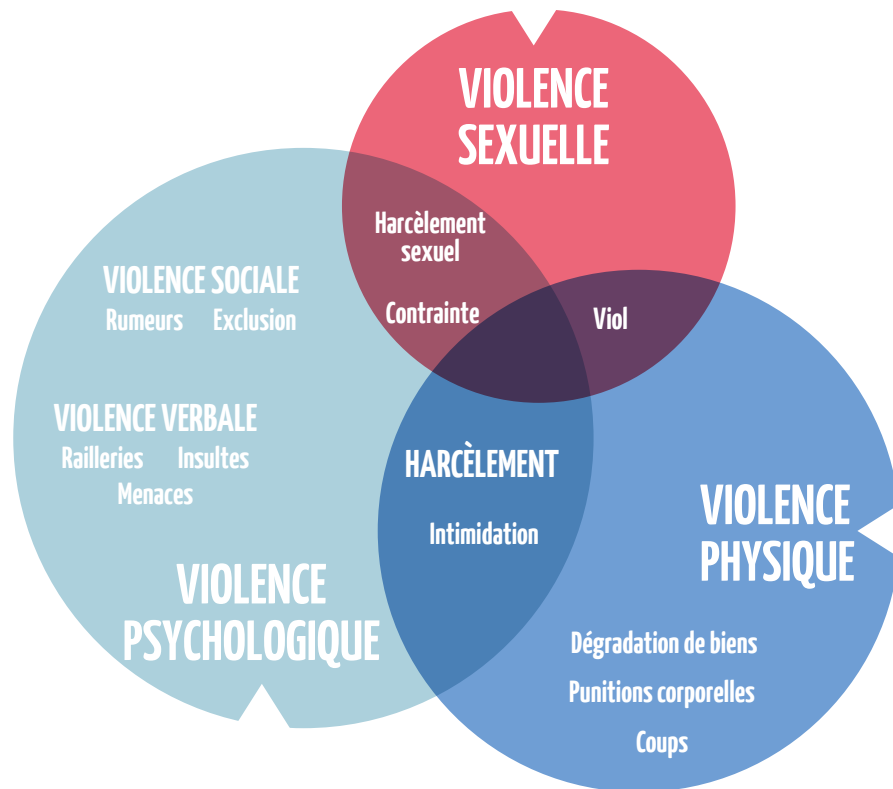 VIOLENCE
SEXUELLE
Harcèlement
sexuel
Contrainte
Viol
VIOLENCE SOCIALE
Rumeurs Exclusion
VIOLENCE VERBALE
Railleries Insultes
Menaces
VIOLENCE
PSYCHOLOGIQUE
HARCÈLEMENT
Intimidation
VIOLENCE
PHYSIQUE
Dégradation de biens
Punitions corporelles
Coups